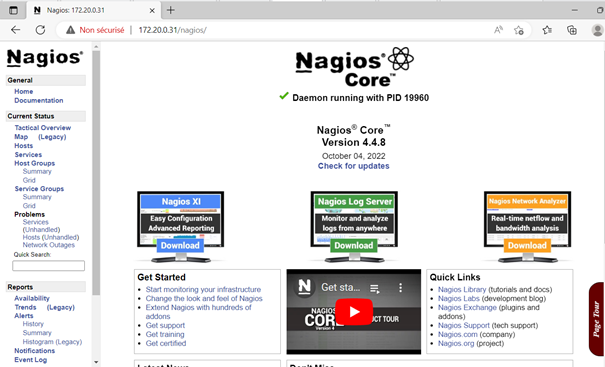 Nagios: 172.20.0.31
Non sécurisé | 172.20.0.31/nagios/
Nagios®
General
Home
Documentation
Current Status
Tactical Overview
Map (Legacy)
Hosts
Services
Host Groups
Summary
Grid
Service Groups
Summary
Grid
Problems
Services
(Unhandled)
Hosts (Unhandled)
Network Outages
Quick Search:
Reports
Availability
Trends (Legacy)
Alerts
History
Summary
Histogram (Legacy)
Notifications
Event Log
Nagios®
Core™
Daemon running with PID 19960
Nagios® Core™
Version 4.4.8
October 04, 2022
Check for updates
Nagios XI
Easy Configuration
Advanced Reporting
Download
Nagios Log Server
Monitor and analyze
logs from anywhere
Download
Nagios Network Analyzer
Real-time netflow and
bandwidth analysis
Download
Get Started
• Start monitoring your infrastructure
• Change the look and feel of Nagios
• Extend Nagios with hundreds of
addons
• Get support
• Get training
• Get certified
N Get sta...
NAGIOS
CORE
Version 4
CT TOUR
Quick Links
• Nagios Library (tutorials and docs)
• Nagios Labs (development blog)
• Nagios Exchange (plugins and
addons)
• Nagios Support (tech support)
• Nagios.com (company)
• Nagios.org (project)
Page Tour
Latest News
Don't Miss